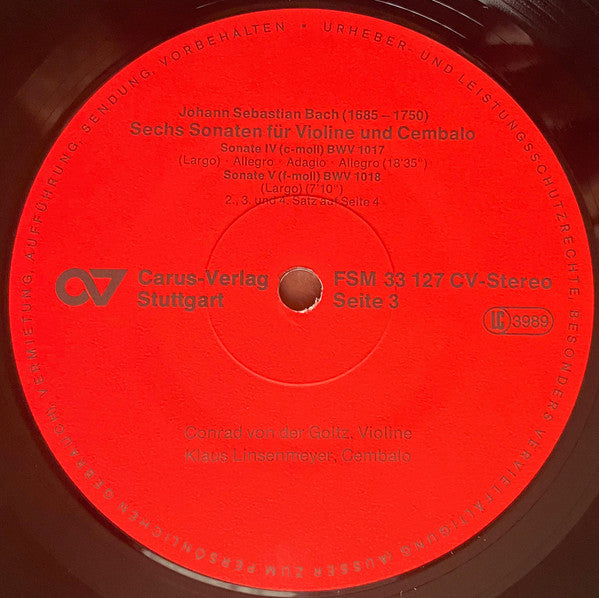 Johann Sebastian Bach (1685–1750)
Sechs Sonaten für Violine und Cembalo
Sonate IV (c-moll) BWV 1017
(Largo) · Allegro · Adagio · Allegro (18'35")
Sonate V (f-moll) BWV 1018
(Largo) (7'10")
2., 3. und 4. Satz auf Seite 4
Carus-Verlag
Stuttgart
FSM 33 127 CV-Stereo
Seite 3
LC 3989
Conrad von der Goltz, Violine
Klaus Linsenmeyer, Cembalo
URHEBER- UND LEISTUNGSSCHUTZRECHTE, BESONDERS VERVIELFÄLTIGUNG (AUSSER ZUM PERSÖNLICHEN GEBRAUCH), VERMIETUNG, AUFFÜHRUNG, SENDUNG, VORBEHALTEN •